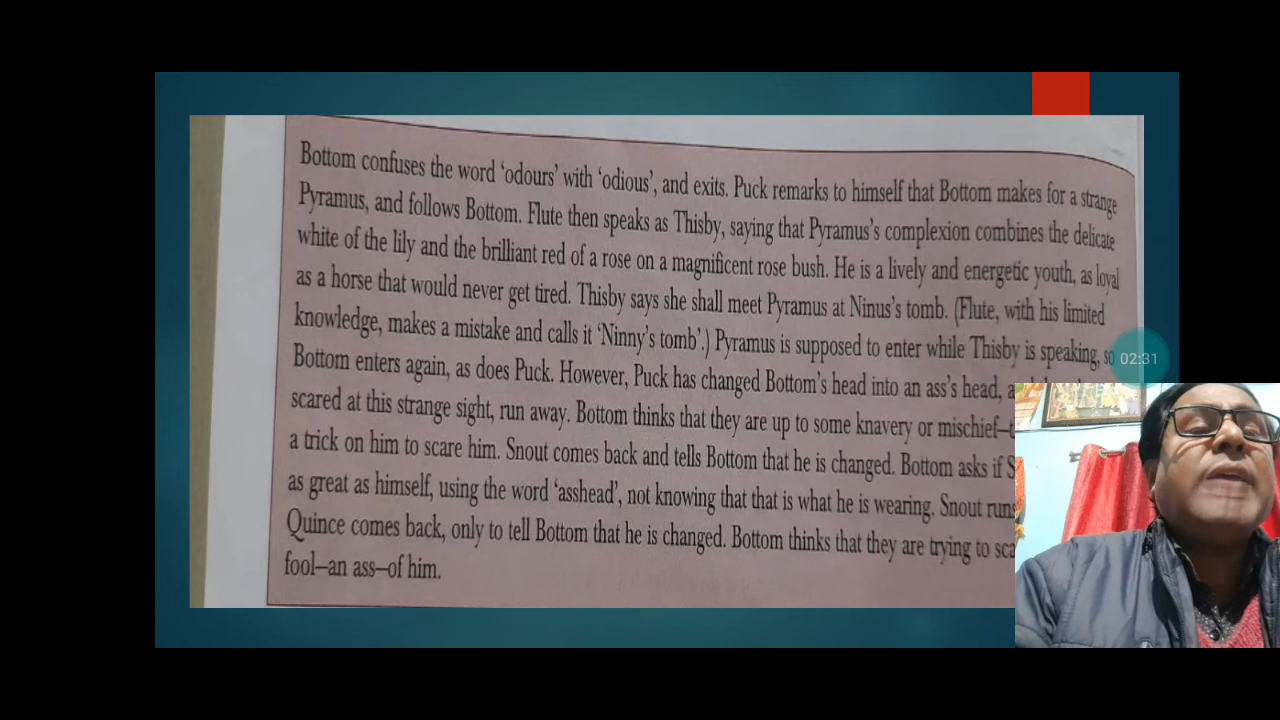 Bottom confuses the word ‘odours’ with ‘odious’, and exits. Puck remarks to himself that Bottom makes for a strange
Pyramus, and follows Bottom. Flute then speaks as Thisby, saying that Pyramus’s complexion combines the delicate
white of the lily and the brilliant red of a rose on a magnificent rose bush. He is a lively and energetic youth, as loyal
as a horse that would never get tired. Thisby says she shall meet Pyramus at Ninus’s tomb. (Flute, with his limited
knowledge, makes a mistake and calls it ‘Ninny’s tomb’.) Pyramus is supposed to enter while Thisby is speaking, so
02:31
Bottom enters again, as does Puck. However, Puck has changed Bottom’s head into an ass’s head,
scared at this strange sight, run away. Bottom thinks that they are up to some knavery or mischief—
a trick on him to scare him. Snout comes back and tells Bottom that he is changed. Bottom asks if
as great as himself, using the word ‘asshead’, not knowing that that is what he is wearing. Snout runs
Quince comes back, only to tell Bottom that he is changed. Bottom thinks that they are trying to
fool—an ass—of him.